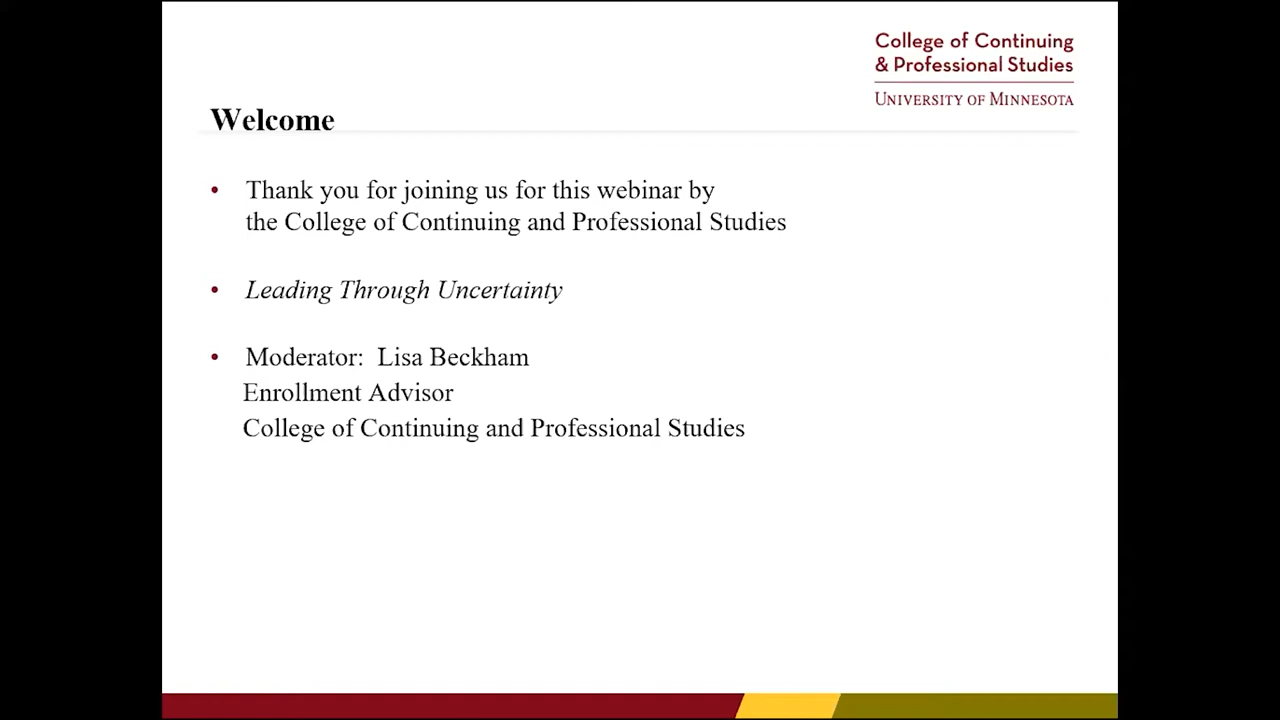 College of Continuing
& Professional Studies
UNIVERSITY OF MINNESOTA
Welcome
• Thank you for joining us for this webinar by
the College of Continuing and Professional Studies
• Leading Through Uncertainty
• Moderator: Lisa Beckham
Enrollment Advisor
College of Continuing and Professional Studies